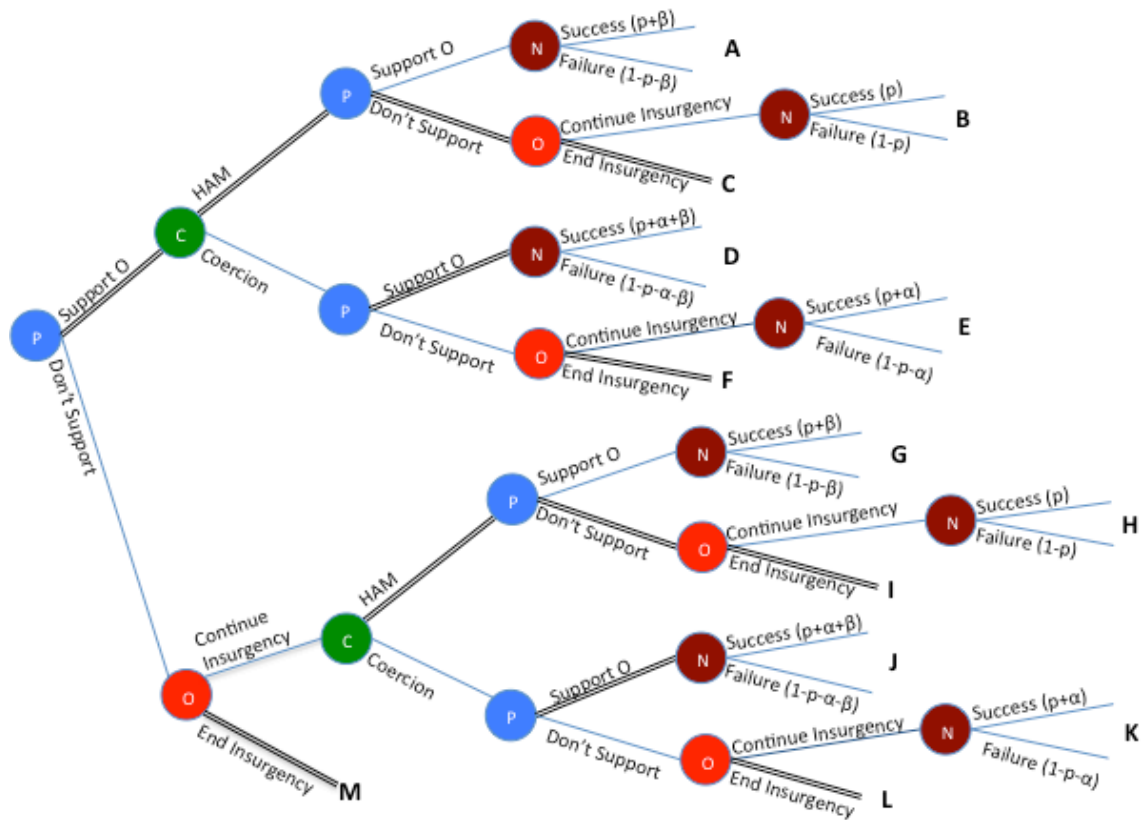 Support O
N
Success (p+β)
Failure (1-p-β)
A
P
Don't Support
O
Continue Insurgency
End Insurgency
N
Success (p)
Failure (1-p)
B
C
HAM
C
Coercion
Support O
N
Success (p+α+β)
Failure (1-p-α-β)
D
P
Don't Support
O
Continue Insurgency
End Insurgency
N
Success (p+α)
Failure (1-p-α)
E
F
Support O
P
Don't Support
Support O
N
Success (p+β)
Failure (1-p-β)
G
P
Don't Support
O
Continue Insurgency
End Insurgency
N
Success (p)
Failure (1-p)
H
I
HAM
Continue
Insurgency
C
Coercion
O
End Insurgency
M
Support O
N
Success (p+α+β)
Failure (1-p-α-β)
J
P
Don't Support
O
Continue Insurgency
End Insurgency
N
Success (p+α)
Failure (1-p-α)
K
L